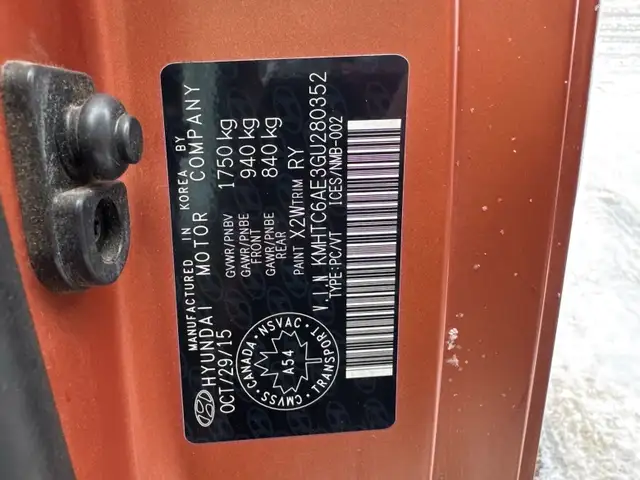 MANUFACTURED IN KOREA BY
HYUNDAI MOTOR COMPANY
OCT/29/15
GVWR/PNBV 1750 kg
GAWR/PNBE FRONT 940 kg
GAWR/PNBE REAR 840 kg
PAINT X2W TRIM RY
V.I.N KMHTC6AE3GU280352
TYPE:PC/VT ICES/NMB-002
CANADA · NSVAC · TRANSPORT · CMVSS
A54